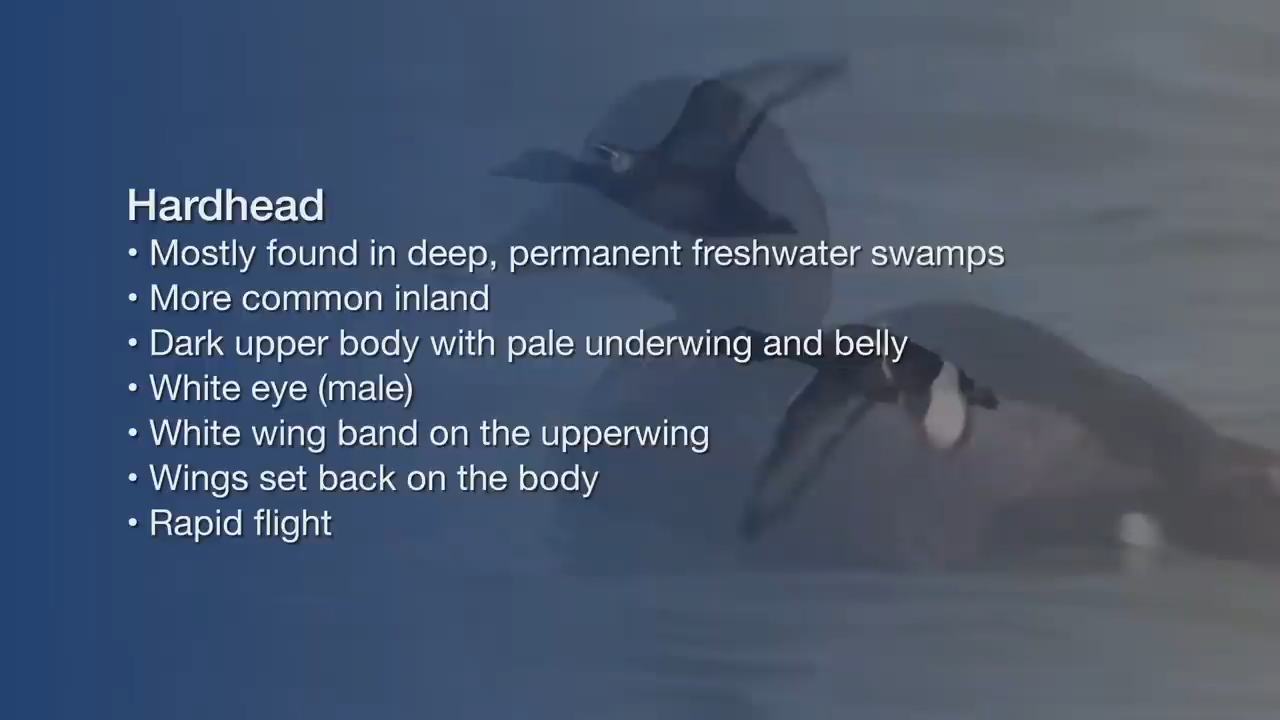 Hardhead
• Mostly found in deep, permanent freshwater swamps
• More common inland
• Dark upper body with pale underwing and belly
• White eye (male)
• White wing band on the upperwing
• Wings set back on the body
• Rapid flight